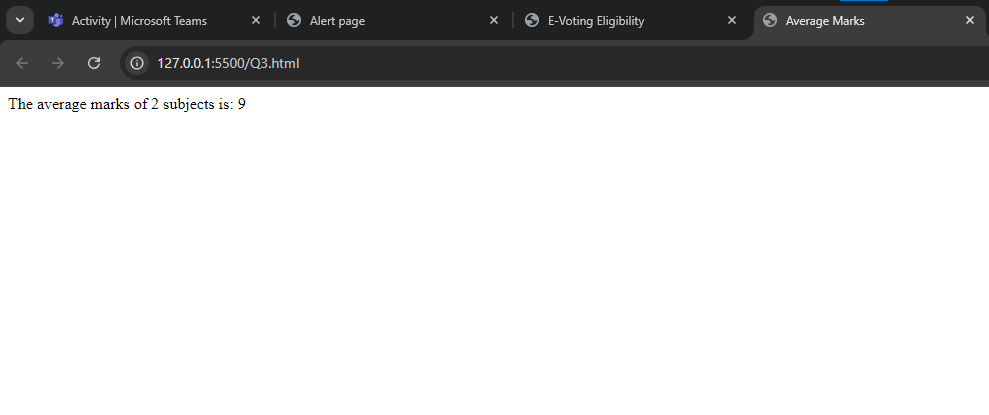 Activity | Microsoft Teams
Alert page
E-Voting Eligibility
Average Marks
127.0.0.1:5500/Q3.html
The average marks of 2 subjects is: 9